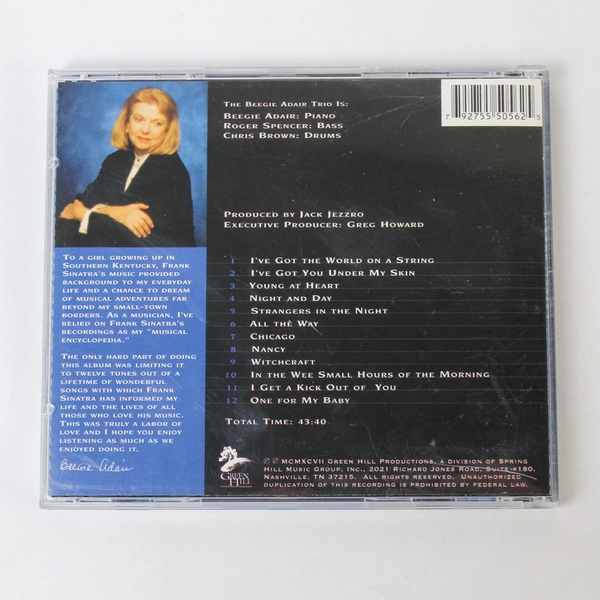 The Beegie Adair Trio Is:
Beegie Adair: Piano
Roger Spencer: Bass
Chris Brown: Drums
7 92755 50562 5
Produced by Jack Jezzro
Executive Producer: Greg Howard
1 I've Got the World on a String
2 I've Got You Under My Skin
3 Young at Heart
4 Night and Day
5 Strangers in the Night
6 All thé Way
7 Chicago
8 Nancy
9 Witchcraft
10 In the Wee Small Hours of the Morning
11 I Get a Kick Out of You
12 One for My Baby
Total Time: 43:40
To a girl growing up in
Southern Kentucky, Frank
Sinatra's music provided
background to my everyday
life and a chance to dream
of musical adventures far
beyond my small-town
borders. As a musician, I've
relied on Frank Sinatra's
recordings as my "musical
encyclopedia."
The only hard part of doing
this album was limiting it
to twelve tunes out of a
lifetime of wonderful
songs with which Frank
Sinatra has informed my
life and the lives of all
those who love his music.
This was truly a labor of
love and I hope you enjoy
listening as much as we
enjoyed doing it.
Beegie Adair
Green
Hill
℗ © MCMXCVII Green Hill Productions, a division of Spring
Hill Music Group, Inc., 2021 Richard Jones Road, Suite #180,
Nashville, TN 37215. All rights reserved. Unauthorized
duplication of this recording is prohibited by federal law.